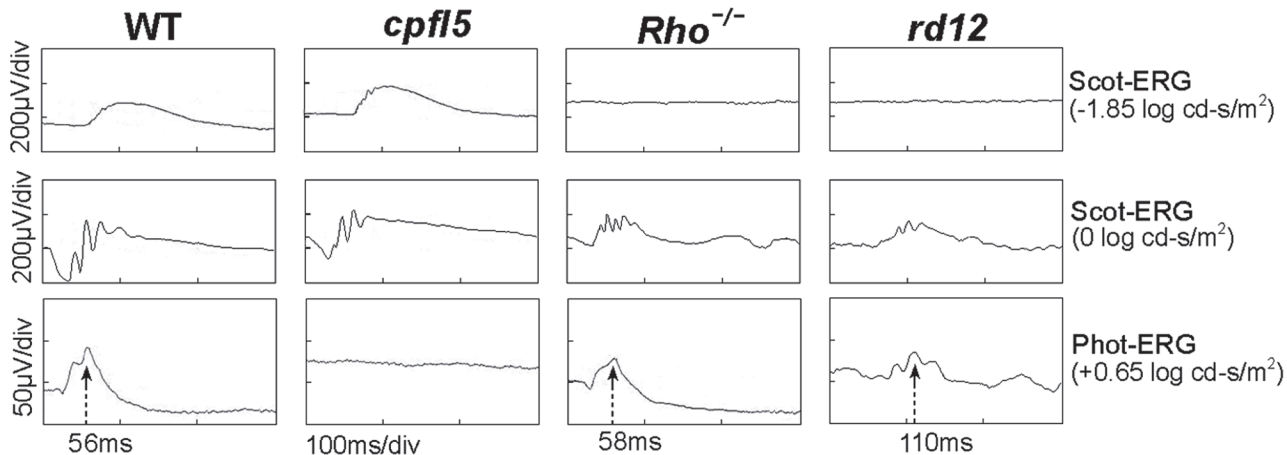 WT cpfl5 Rho⁻/⁻ rd12
200µV/div
Scot-ERG
(-1.85 log cd-s/m²)
200µV/div
Scot-ERG
(0 log cd-s/m²)
50µV/div
Phot-ERG
(+0.65 log cd-s/m²)
56ms 100ms/div 58ms 110ms